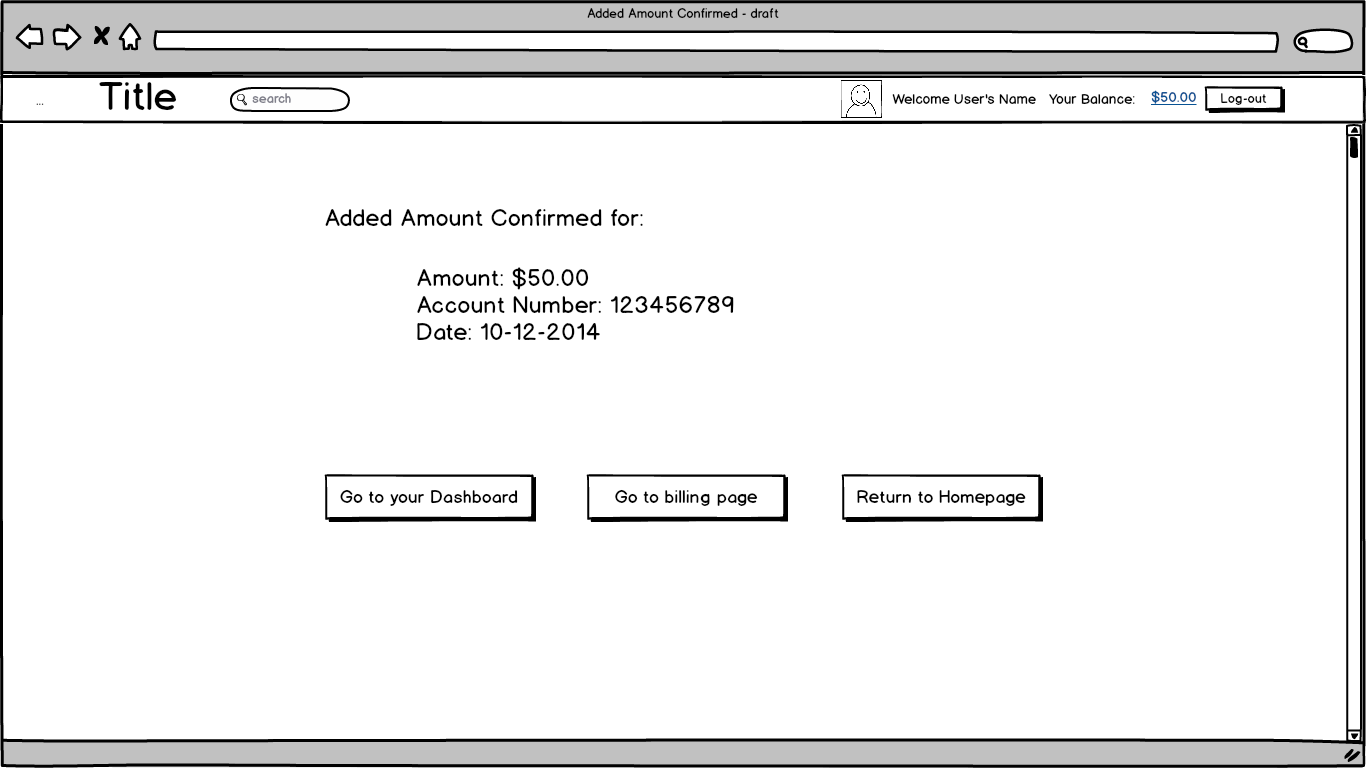 Added Amount Confirmed - draft
... Title search Welcome User's Name Your Balance: $50.00 Log-out
Added Amount Confirmed for:
Amount: $50.00
Account Number: 123456789
Date: 10-12-2014
Go to your Dashboard Go to billing page Return to Homepage